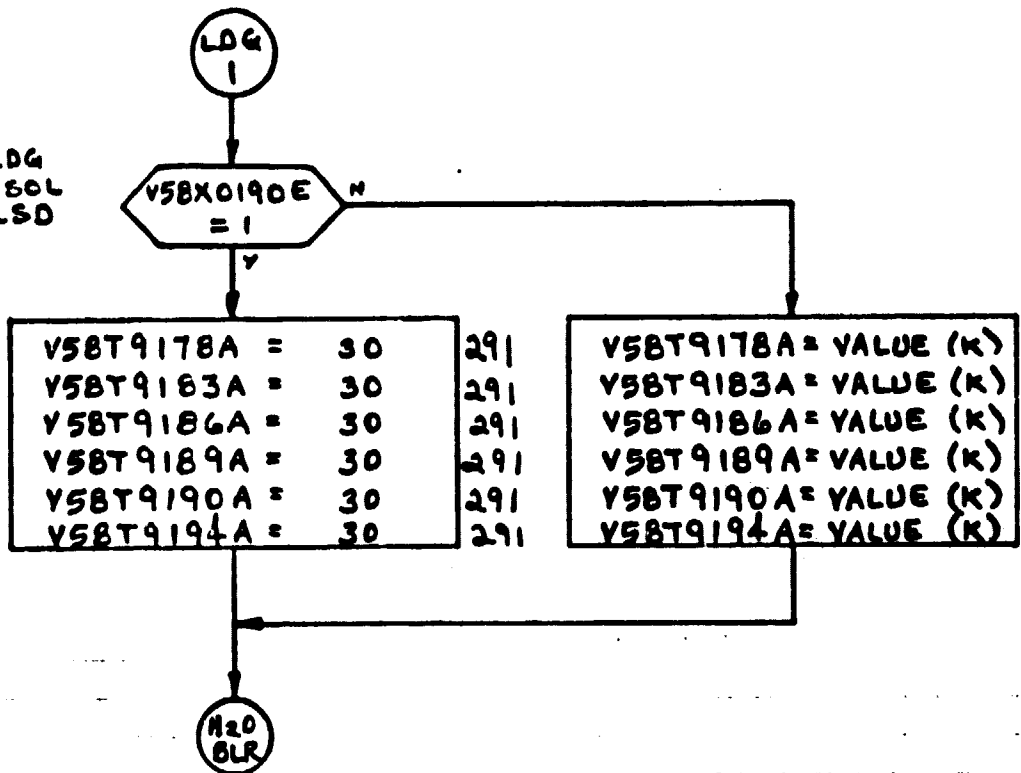 LDG
1
LDG
SOL
LSD
V58X0190E
= 1
N
Y
V58T9178A = 30 291
V58T9183A = 30 291
V58T9186A = 30 291
V58T9189A = 30 291
V58T9190A = 30 291
V58T9194A = 30 291
V58T9178A = VALUE (K)
V58T9183A = VALUE (K)
V58T9186A = VALUE (K)
V58T9189A = VALUE (K)
V58T9190A = VALUE (K)
V58T9194A = VALUE (K)
H2O
BLR